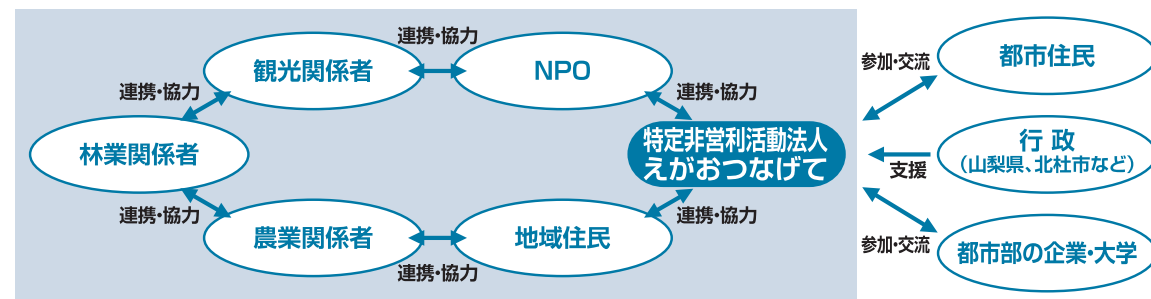 連携・協力
観光関係者
NPO
連携・協力
連携・協力
林業関係者
特定非営利活動法人
えがおつなげて
連携・協力
連携・協力
農業関係者
地域住民
連携・協力
参加・交流
都市住民
行 政
(山梨県、北杜市など)
支援
参加・交流
都市部の企業・大学